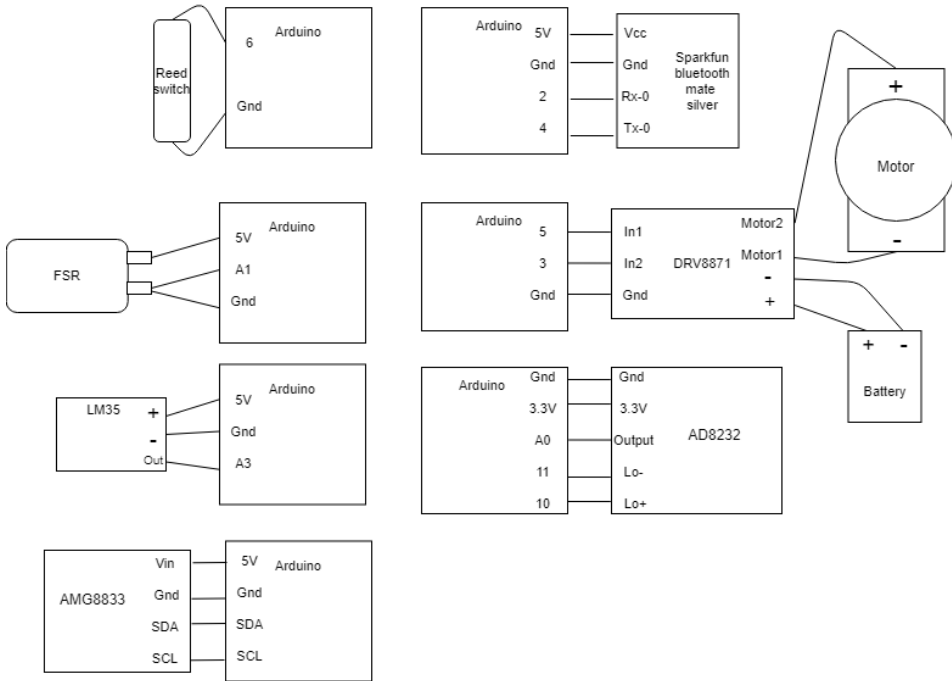 Arduino
6
Reed
switch
Gnd
Arduino
5V
Gnd
2
4
Vcc
Gnd
Rx-0
Tx-0
Sparkfun
bluetooth
mate
silver
+
Motor
-
FSR
Arduino
5V
A1
Gnd
Arduino
5
3
Gnd
In1
In2
Gnd
DRV8871
Motor2
Motor1
-
+
+ -
Battery
LM35
+
-
Out
Arduino
5V
Gnd
A3
Arduino
Gnd
3.3V
A0
11
10
Gnd
3.3V
Output
Lo-
Lo+
AD8232
AMG8833
Vin
Gnd
SDA
SCL
5V
Gnd
SDA
SCL
Arduino